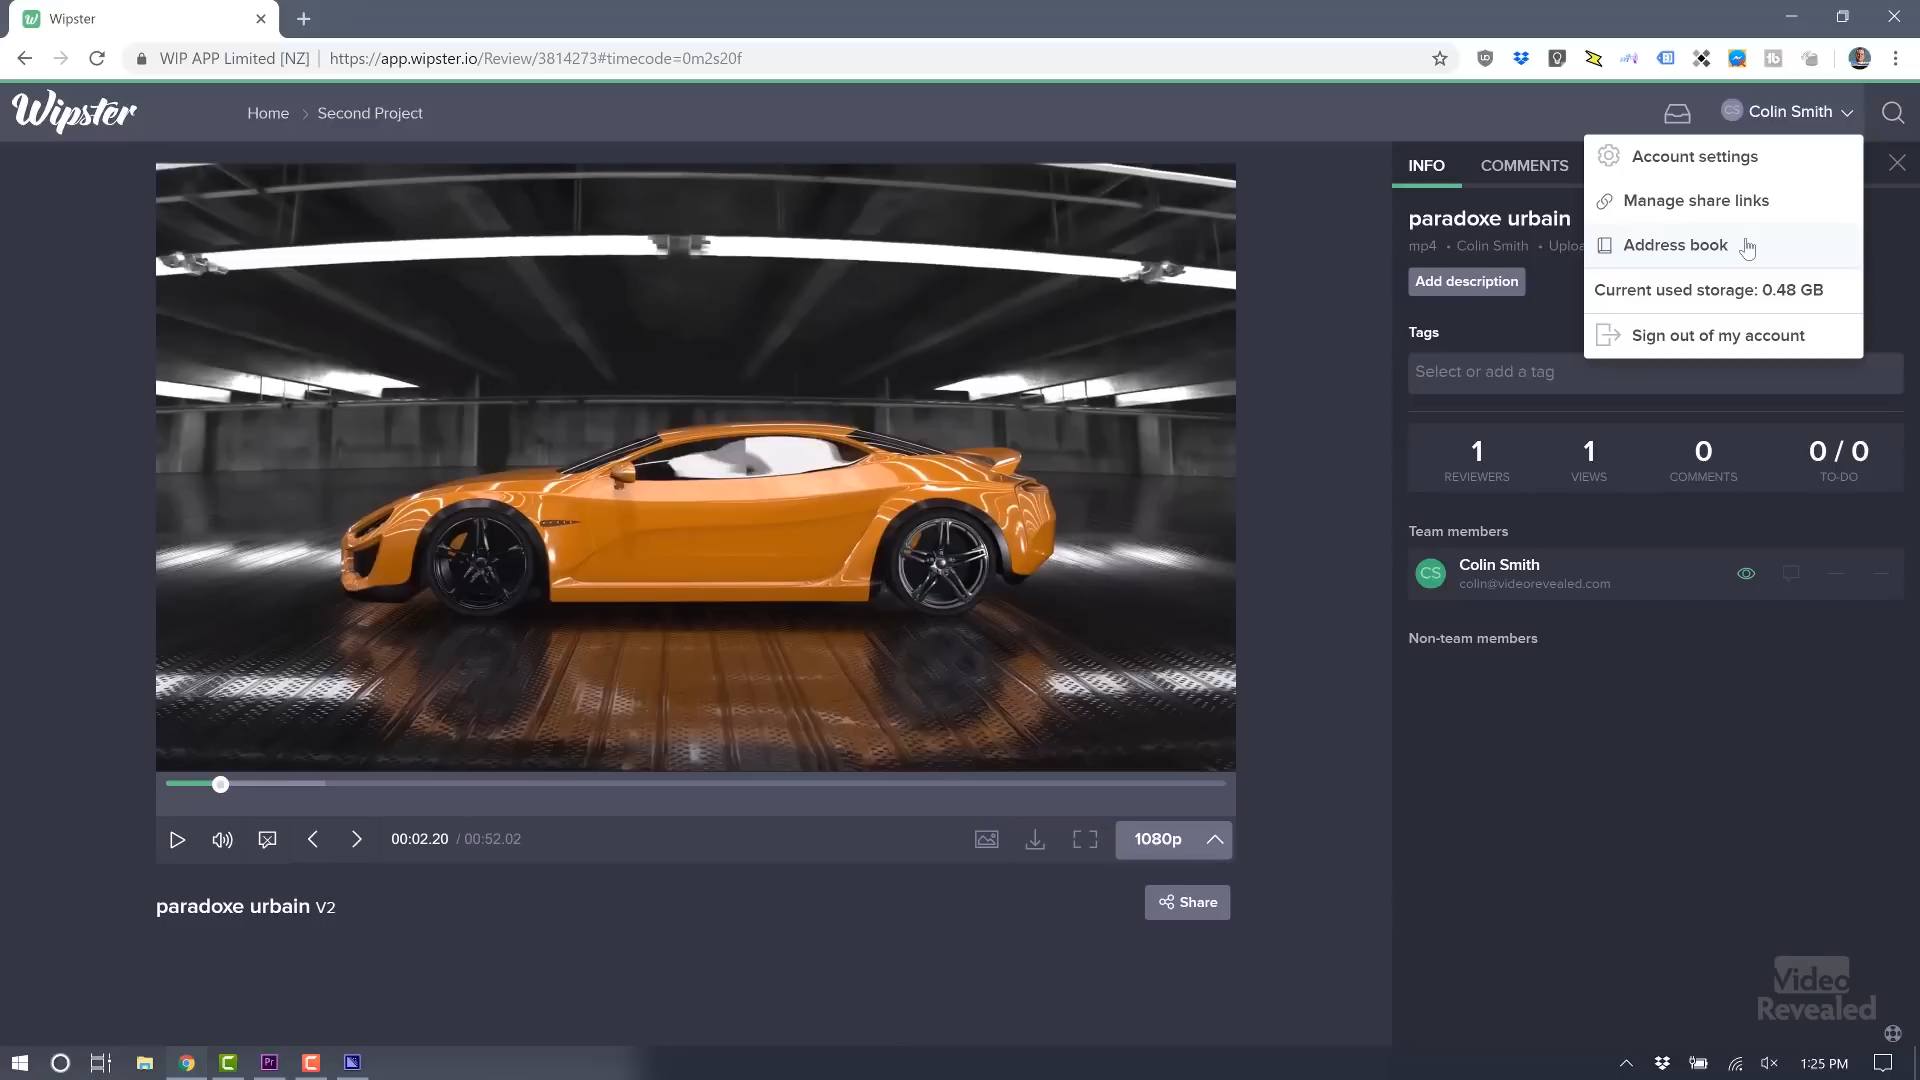 Wipster
WIP APP Limited [NZ] | https://app.wipster.io/Review/3814273#timecode=0m2s20f
Wipster
Home > Second Project
CS Colin Smith
Account settings
Manage share links
Address book
Current used storage: 0.48 GB
Sign out of my account
INFO COMMENTS
paradoxe urbain
mp4 • Colin Smith • Uploa
Add description
Tags
Select or add a tag
1 1 0 0 / 0
REVIEWERS VIEWS COMMENTS TO-DO
Team members
CS Colin Smith
colin@videorevealed.com
Non-team members
00:02.20 / 00:52.02
1080p
paradoxe urbain V2
Share
Video
Revealed
Pr
1:25 PM